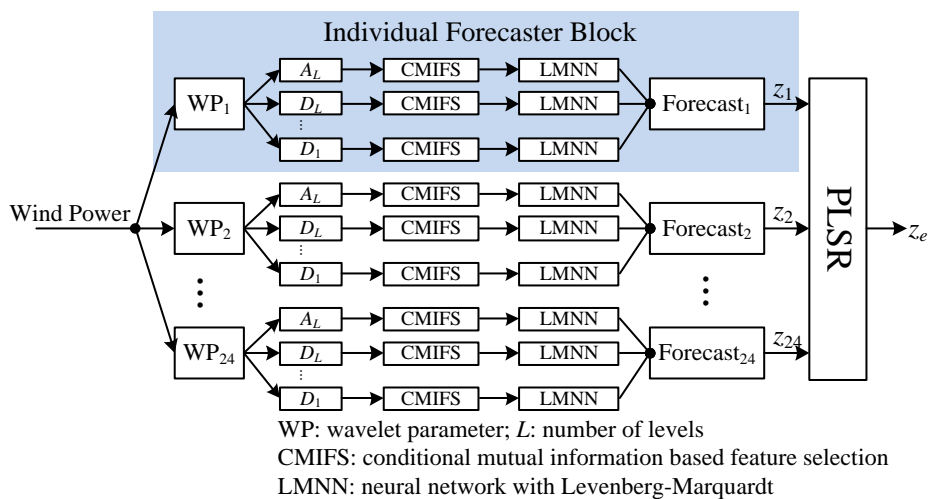 Individual Forecaster Block
WP1
AL CMIFS LMNN
DL CMIFS LMNN
...
D1 CMIFS LMNN
Forecast1
z1
Wind Power
WP2
AL CMIFS LMNN
DL CMIFS LMNN
...
D1 CMIFS LMNN
Forecast2
z2
PLSR
ze
...
...
WP24
AL CMIFS LMNN
DL CMIFS LMNN
...
D1 CMIFS LMNN
Forecast24
z24
WP: wavelet parameter; L: number of levels
CMIFS: conditional mutual information based feature selection
LMNN: neural network with Levenberg-Marquardt